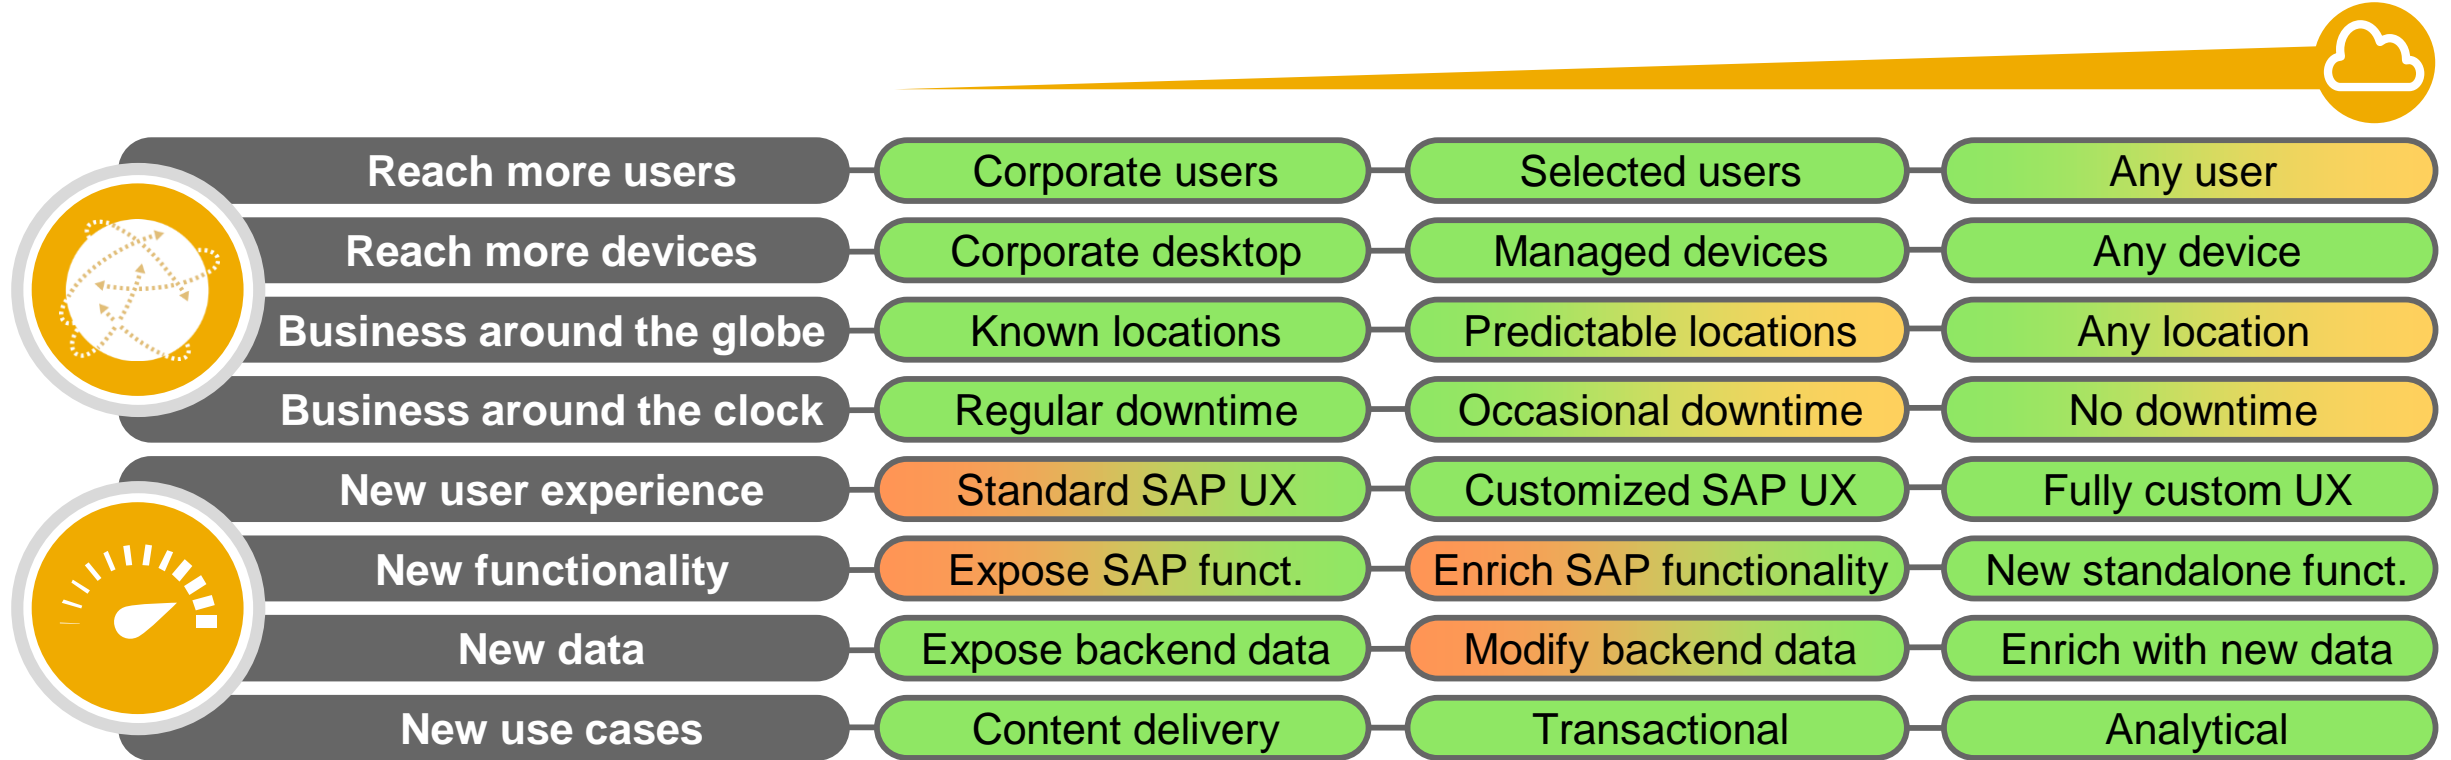 Reach more users Corporate users Selected users Any user
Reach more devices Corporate desktop Managed devices Any device
Business around the globe Known locations Predictable locations Any location
Business around the clock Regular downtime Occasional downtime No downtime
New user experience Standard SAP UX Customized SAP UX Fully custom UX
New functionality Expose SAP funct. Enrich SAP functionality New standalone funct.
New data Expose backend data Modify backend data Enrich with new data
New use cases Content delivery Transactional Analytical